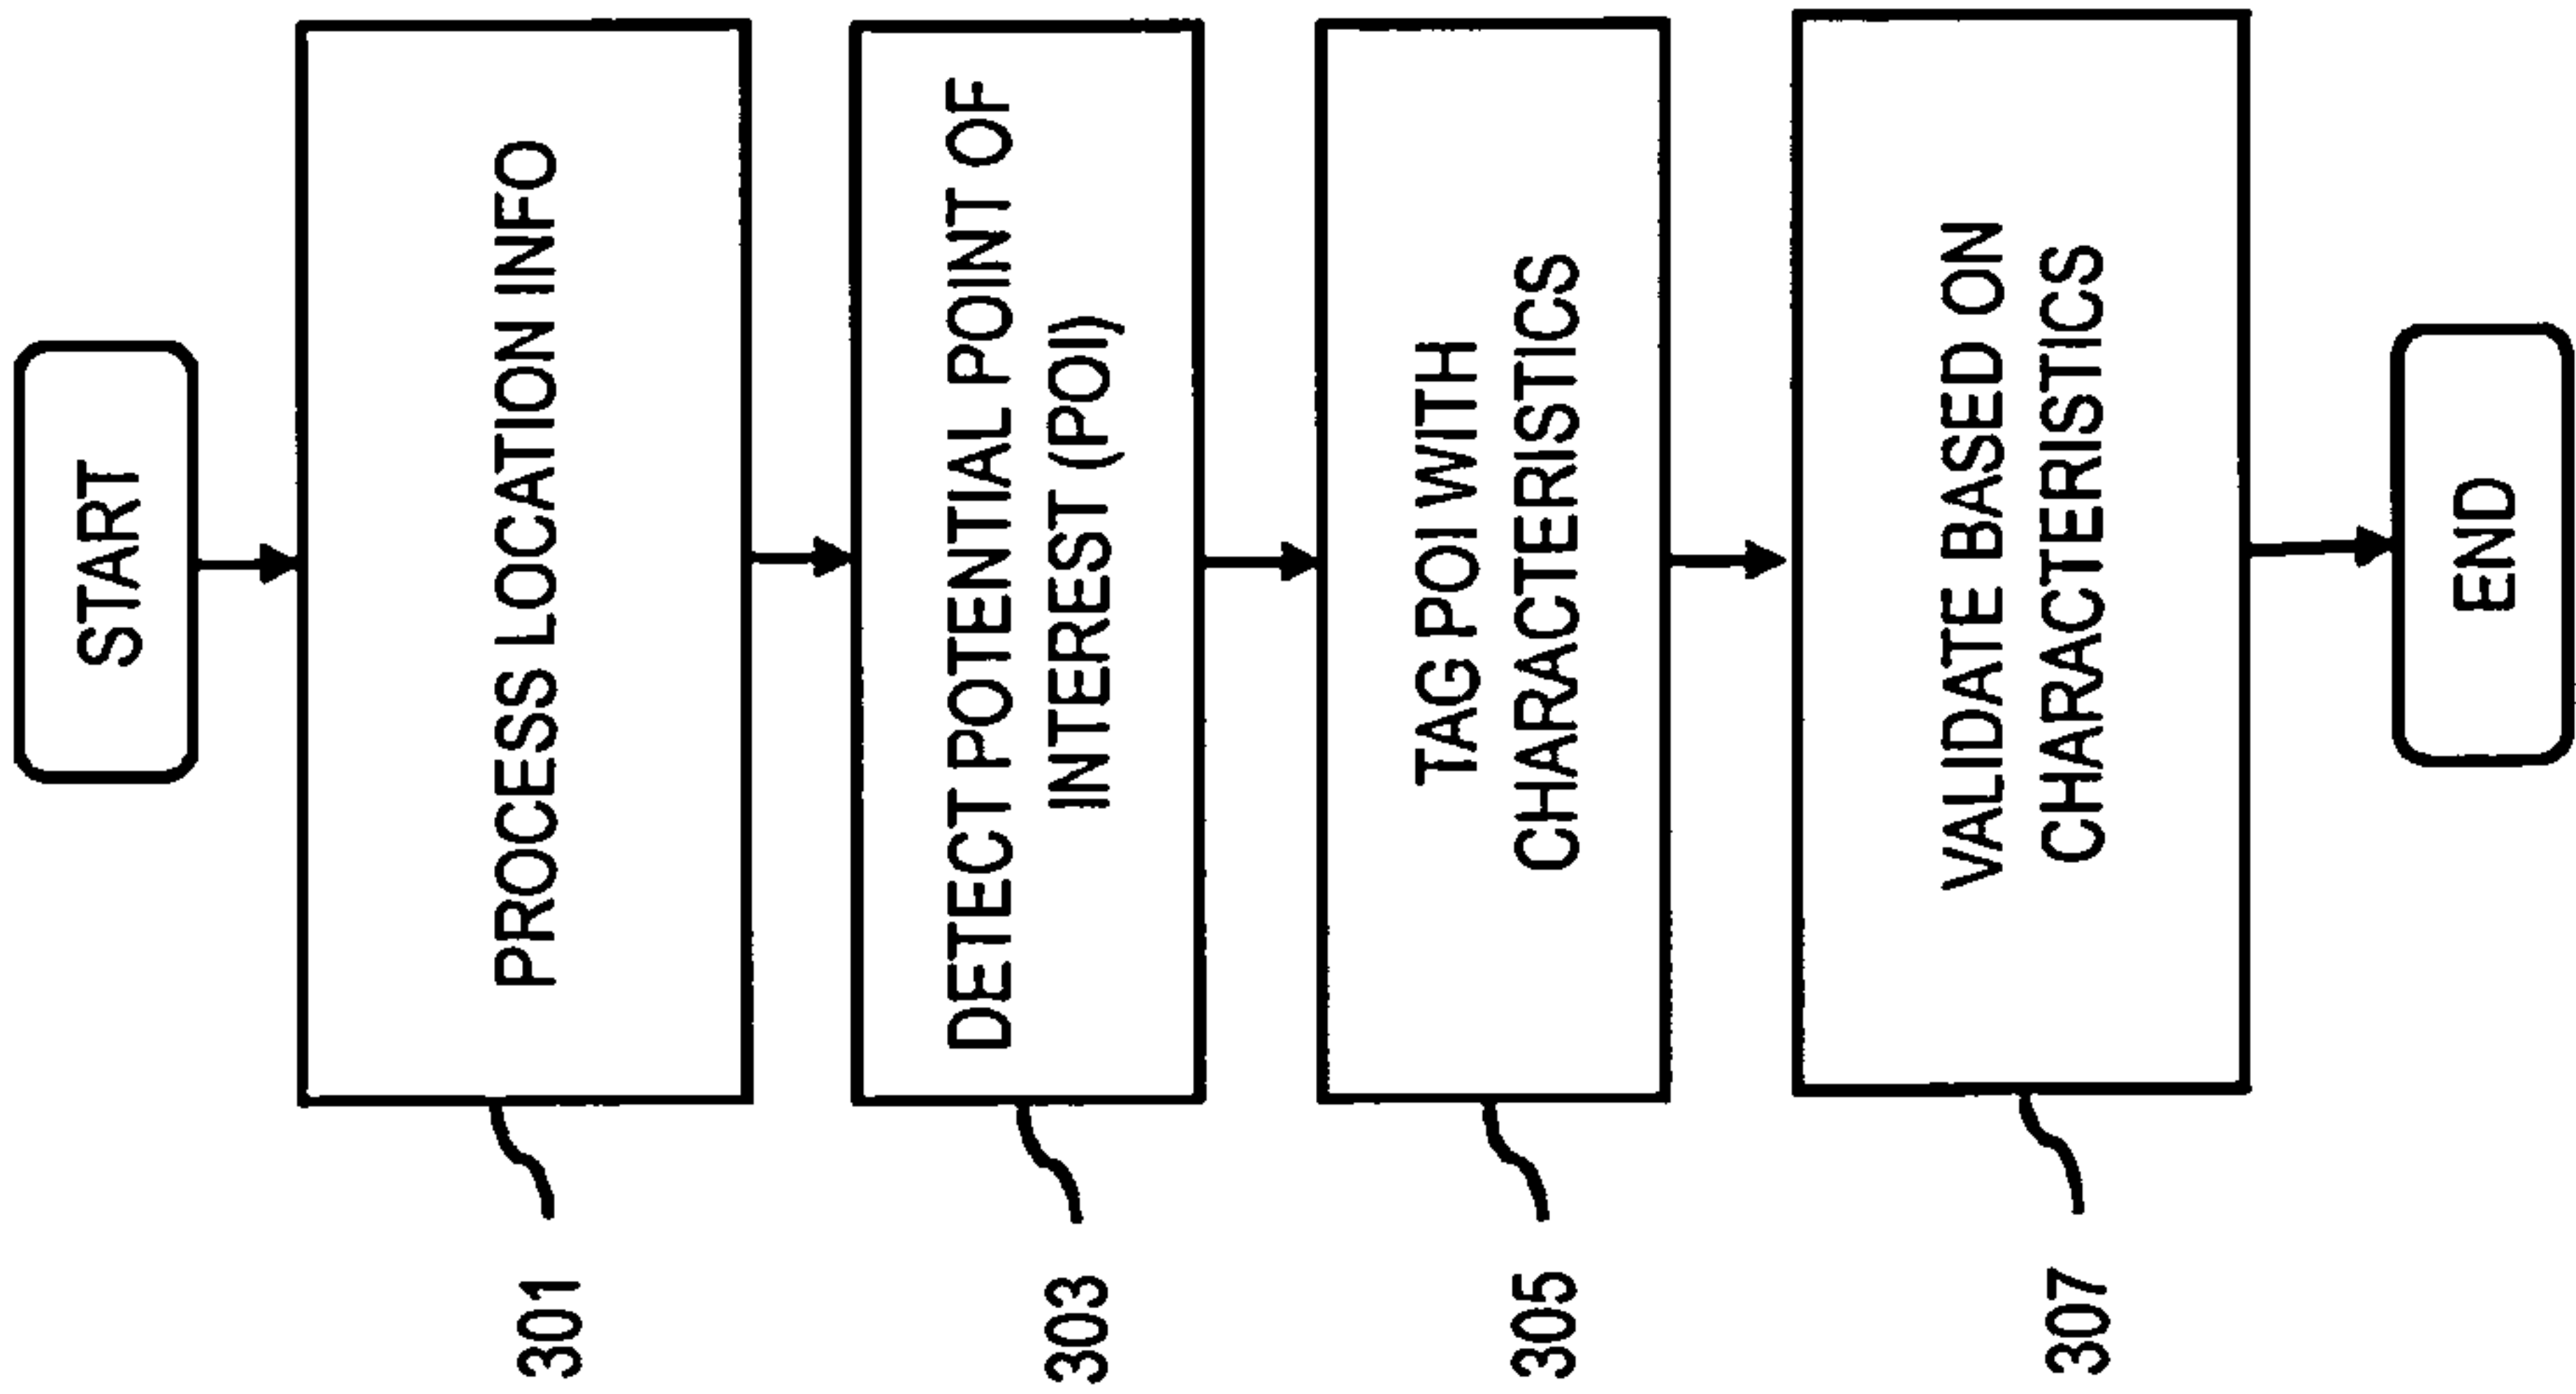 START
PROCESS LOCATION INFO
301
DETECT POTENTIAL POINT OF
INTEREST (POI)
303
TAG POI WITH
CHARACTERISTICS
305
VALIDATE BASED ON
CHARACTERISTICS
307
END